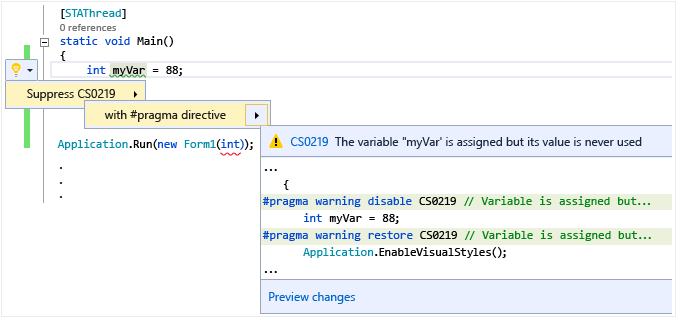 [STAThread]
0 references
static void Main()
{
int myVar = 88;
Suppress CS0219
with #pragma directive
Application.Run(new Form1(int));
.
.
.
CS0219 The variable "myVar' is assigned but its value is never used
...
{
#pragma warning disable CS0219 // Variable is assigned but...
int myVar = 88;
#pragma warning restore CS0219 // Variable is assigned but...
Application.EnableVisualStyles();
...
Preview changes